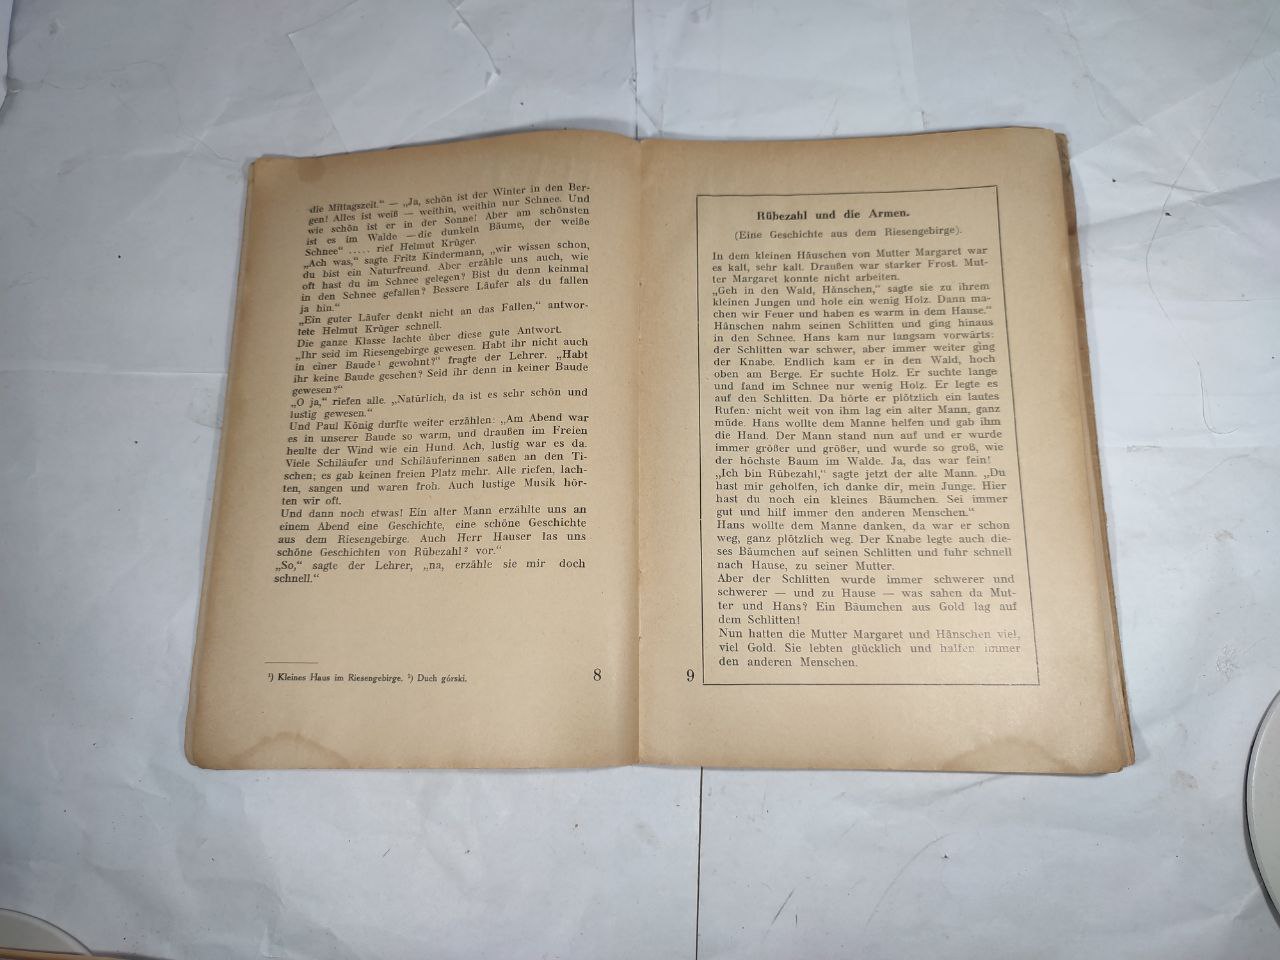 die Mittagszeit.“ — „Ja, schön ist der Winter in den Ber-
gen! Alles ist weiß — weithin, weithin nur Schnee. Und
wie schön ist er in der Sonne! Aber am schönsten
ist es im Walde — die dunkeln Bäume, der weiße
Schnee“ ..... rief Helmut Krüger.
„Ach was,“ sagte Fritz Kindermann, „wir wissen schon,
du bist ein Naturfreund. Aber erzähle uns auch, wie
oft hast du im Schnee gelegen? Bist du denn keinmal
in den Schnee gefallen? Bessere Läufer als du fallen
ja hin.“
„Ein guter Läufer denkt nicht an das Fallen,“ antwor-
tete Helmut Krüger schnell.
Die ganze Klasse lachte über diese gute Antwort.
„Ihr seid im Riesengebirge gewesen. Habt ihr nicht auch
in einer Baude¹ gewohnt?“ fragte der Lehrer. „Habt
ihr keine Baude gesehen? Seid ihr denn in keiner Baude
gewesen?“
„O ja,“ riefen alle. „Natürlich, da ist es sehr schön und
lustig gewesen.“
Und Paul König durfte weiter erzählen: „Am Abend war
es in unserer Baude so warm, und draußen im Freien
heulte der Wind wie ein Hund. Ach, lustig war es da.
Viele Schiläufer und Schiläuferinnen saßen an den Ti-
schen; es gab keinen freien Platz mehr. Alle riefen, lach-
ten, sangen und waren froh. Auch lustige Musik hör-
ten wir oft.
Und dann noch etwas! Ein alter Mann erzählte uns an
einem Abend eine Geschichte, eine schöne Geschichte
aus dem Riesengebirge. Auch Herr Hauser las uns
schöne Geschichten von Rübezahl² vor.“
„So,“ sagte der Lehrer, „na, erzähle sie mir doch
schnell.“
¹) Kleines Haus im Riesengebirge. ²) Duch górski.
8
Rübezahl und die Armen.
(Eine Geschichte aus dem Riesengebirge).
In dem kleinen Häuschen von Mutter Margaret war
es kalt, sehr kalt. Draußen war starker Frost. Mut-
ter Margaret konnte nicht arbeiten.
„Geh in den Wald, Hänschen,“ sagte sie zu ihrem
kleinen Jungen und hole ein wenig Holz. Dann ma-
chen wir Feuer und haben es warm in dem Hause.“
Hänschen nahm seinen Schlitten und ging hinaus
in den Schnee. Hans kam nur langsam vorwärts:
der Schlitten war schwer, aber immer weiter ging
der Knabe. Endlich kam er in den Wald, hoch
oben am Berge. Er suchte Holz. Er suchte lange
und fand im Schnee nur wenig Holz. Er legte es
auf den Schlitten. Da hörte er plötzlich ein lautes
Rufen: nicht weit von ihm lag ein alter Mann, ganz
müde. Hans wollte dem Manne helfen und gab ihm
die Hand. Der Mann stand nun auf und er wurde
immer größer und größer, und wurde so groß, wie
der höchste Baum im Walde. Ja, das war fein!
„Ich bin Rübezahl,“ sagte jetzt der alte Mann. „Du
hast mir geholfen, ich danke dir, mein Junge. Hier
hast du noch ein kleines Bäumchen. Sei immer
gut und hilf immer den anderen Menschen.“
Hans wollte dem Manne danken, da war er schon
weg, ganz plötzlich weg. Der Knabe legte auch die-
ses Bäumchen auf seinen Schlitten und fuhr schnell
nach Hause, zu seiner Mutter.
Aber der Schlitten wurde immer schwerer und
schwerer — und zu Hause — was sahen da Mut-
ter und Hans? Ein Bäumchen aus Gold lag auf
dem Schlitten!
Nun hatten die Mutter Margaret und Hänschen viel,
viel Gold. Sie lebten glücklich und halfen immer
den anderen Menschen.
9